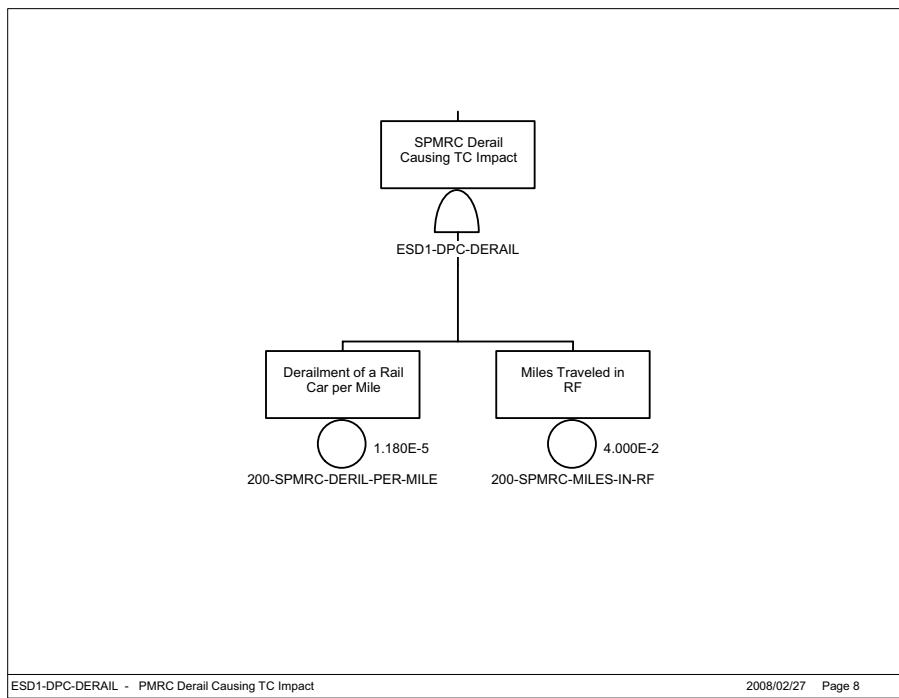 SPMRC Derail
Causing TC Impact
ESD1-DPC-DERAIL
Derailment of a Rail
Car per Mile
1.180E-5
200-SPMRC-DERIL-PER-MILE
Miles Traveled in
RF
4.000E-2
200-SPMRC-MILES-IN-RF
ESD1-DPC-DERAIL - PMRC Derail Causing TC Impact
2008/02/27 Page 8